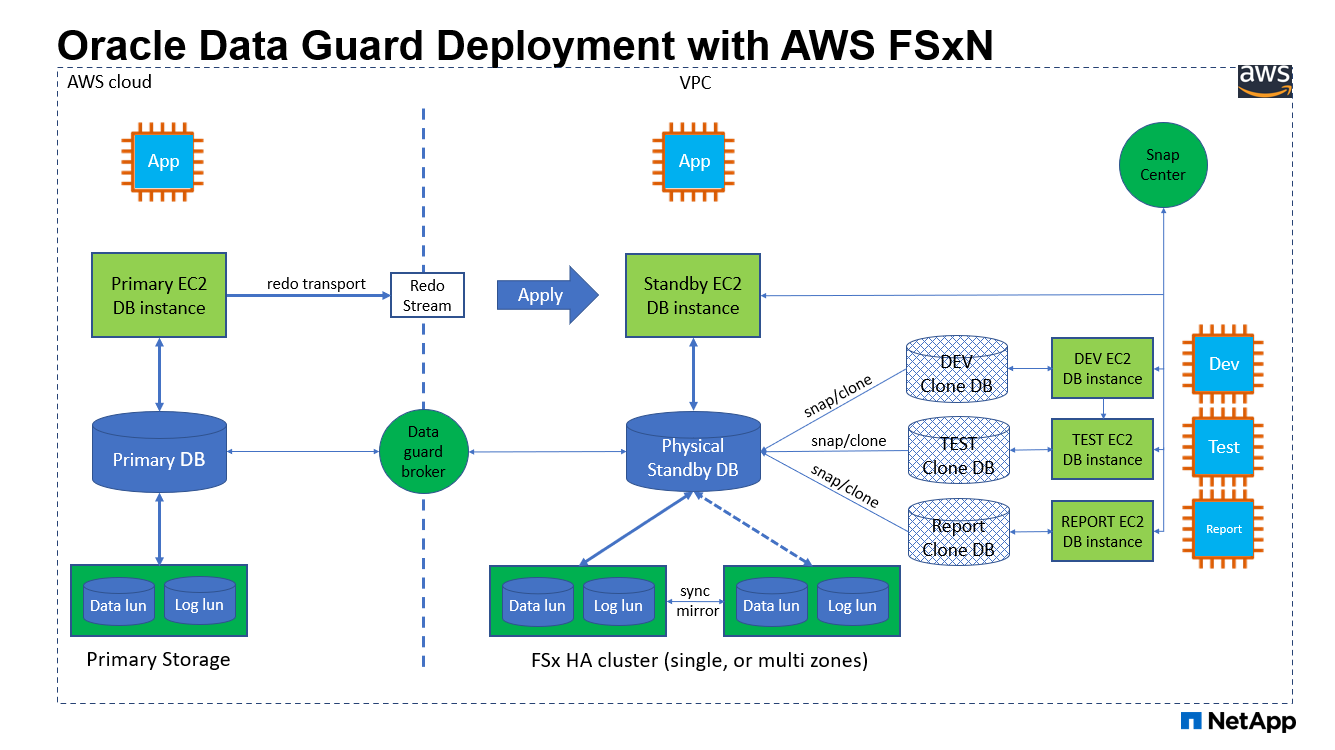 Oracle Data Guard Deployment with AWS FSxN
AWS cloud
VPC
aws
App
App
Snap
Center
Primary EC2
DB instance
redo transport
Redo
Stream
Apply
Standby EC2
DB instance
DEV
Clone DB
DEV EC2
DB instance
Dev
snap/clone
Primary DB
Data
guard
broker
Physical
Standby DB
snap/clone
TEST
Clone DB
TEST EC2
DB instance
Test
snap/clone
Report
Clone DB
REPORT EC2
DB instance
Report
Data lun
Log lun
Data lun
Log lun
sync
mirror
Data lun
Log lun
Primary Storage
FSx HA cluster (single, or multi zones)
NetApp